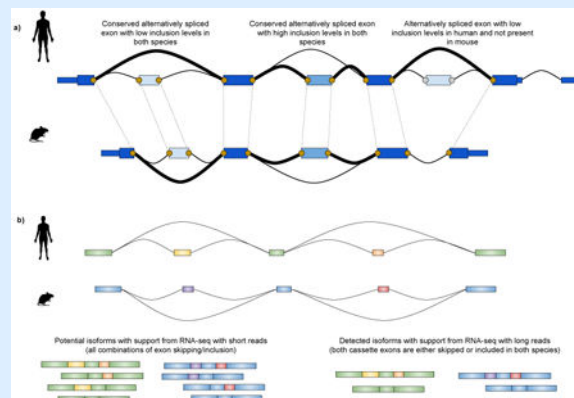 a)
Conserved alternatively spliced
exon with low inclusion levels in
both species
Conserved alternatively spliced exon
with high inclusion levels in both
species
Alternatively spliced exon with low
inclusion levels in human and not present
in mouse
b)
Potential isoforms with support from RNA-seq with short reads
(all combinations of exon skipping/inclusion)
Detected isoforms with support from RNA-seq with long reads
(both cassette exons are either skipped or included in both species)